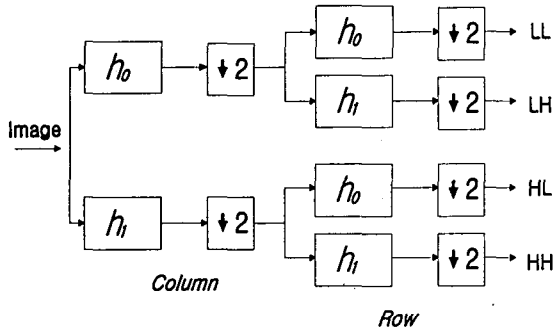 h0 ↓2 h0 ↓2 LL
h1 ↓2 LH
Image
h1 ↓2 h0 ↓2 HL
h1 ↓2 HH
Column
Row